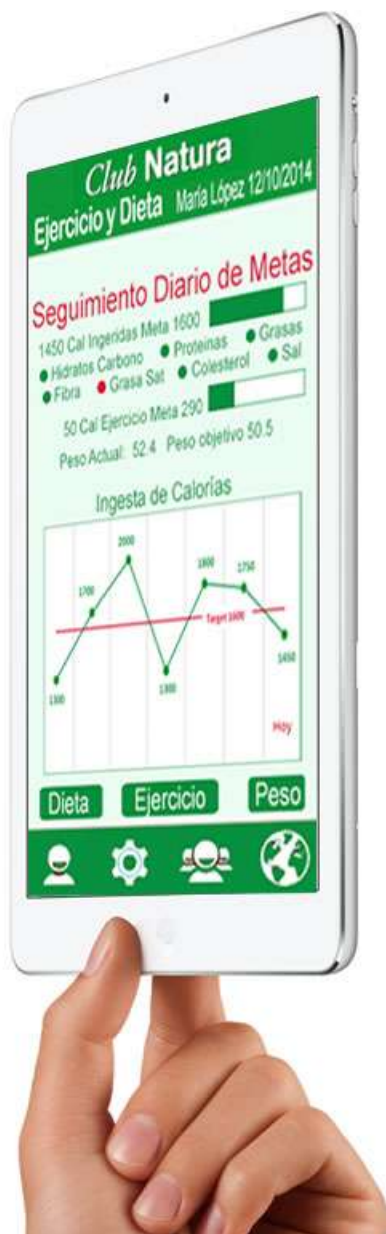 Club Natura
Ejercicio y Dieta María López 12/10/2014
Seguimiento Diario de Metas
1450 Cal Ingeridas Meta 1600
Hidratos Carbono Proteinas Grasas
Fibra Grasa Sat Colesterol Sal
50 Cal Ejercicio Meta 290
Peso Actual: 52.4 Peso objetivo 50.5
Ingesta de Calorías
2000
1700
1800
1750
Target 1600
1300
1300
1450
Hoy
Dieta Ejercicio Peso